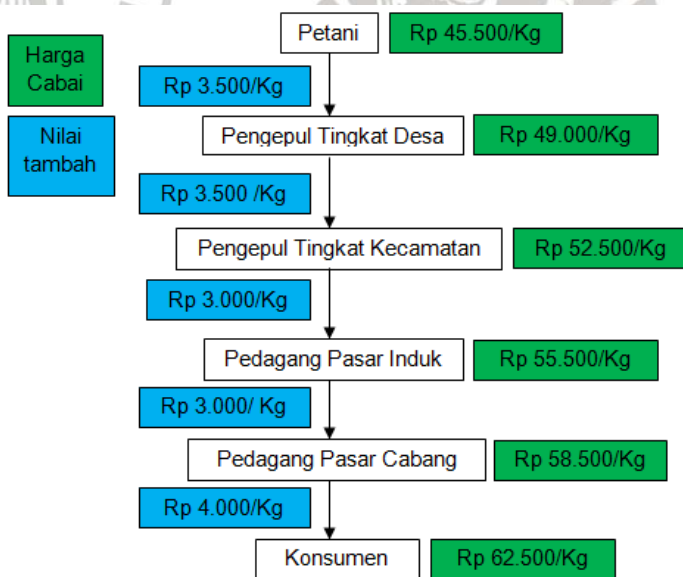 Petani
Rp 45.500/Kg
Harga
Cabai
Rp 3.500/Kg
Nilai
tambah
Pengepul Tingkat Desa
Rp 49.000/Kg
Rp 3.500 /Kg
Pengepul Tingkat Kecamatan
Rp 52.500/Kg
Rp 3.000/Kg
Pedagang Pasar Induk
Rp 55.500/Kg
Rp 3.000/ Kg
Pedagang Pasar Cabang
Rp 58.500/Kg
Rp 4.000/Kg
Konsumen
Rp 62.500/Kg